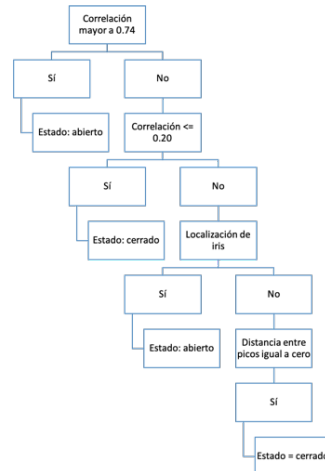 Correlación
mayor a 0.74
Sí
No
Estado: abierto
Correlación <=
0.20
Sí
No
Estado: cerrado
Localización de
iris
Sí
No
Estado: abierto
Distancia entre
picos igual a cero
Sí
Estado = cerrado